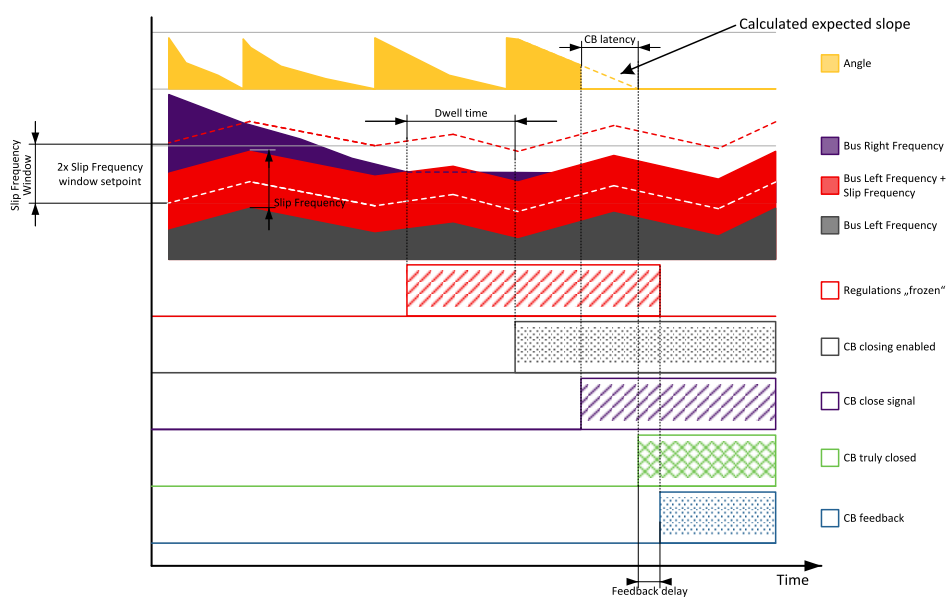 Calculated expected slope
CB latency
Angle
Dwell time
Slip Frequency
Window
2x Slip Frequency
window setpoint
Slip Frequency
Bus Right Frequency
Bus Left Frequency +
Slip Frequency
Bus Left Frequency
Regulations „frozen“
CB closing enabled
CB close signal
CB truly closed
CB feedback
Time
Feedback delay